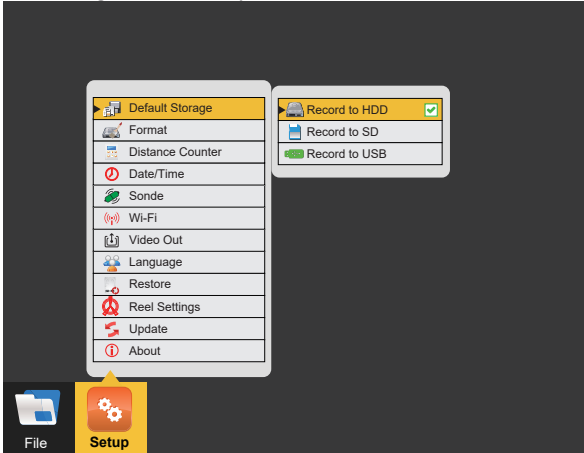 Default Storage
Format
Distance Counter
Date/Time
Sonde
Wi-Fi
Video Out
Language
Restore
Reel Settings
Update
About
Record to HDD
Record to SD
Record to USB
File
Setup